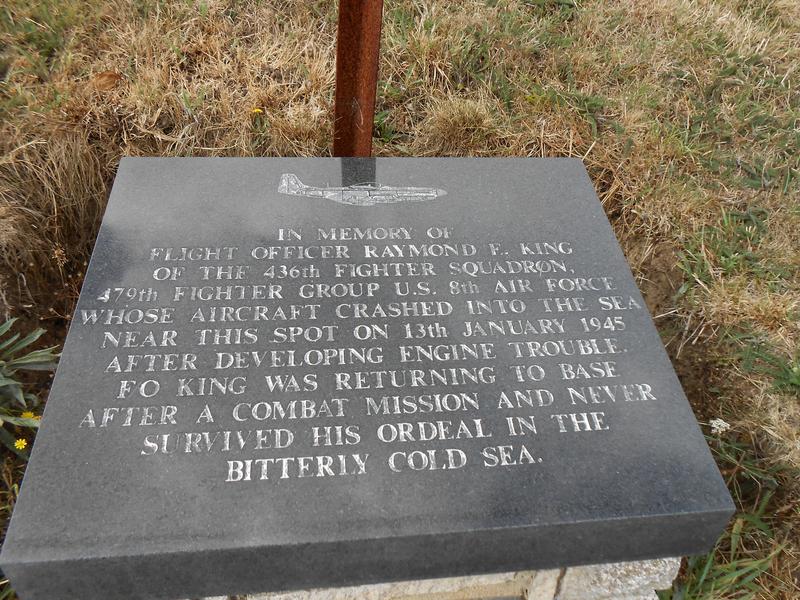 IN MEMORY OF
FLIGHT OFFICER RAYMOND E. KING
OF THE 436th FIGHTER SQUADRON,
479th FIGHTER GROUP U.S. 8th AIR FORCE
WHOSE AIRCRAFT CRASHED INTO THE SEA
NEAR THIS SPOT ON 13th JANUARY 1945
AFTER DEVELOPING ENGINE TROUBLE.
FO KING WAS RETURNING TO BASE
AFTER A COMBAT MISSION AND NEVER
SURVIVED HIS ORDEAL IN THE
BITTERLY COLD SEA.